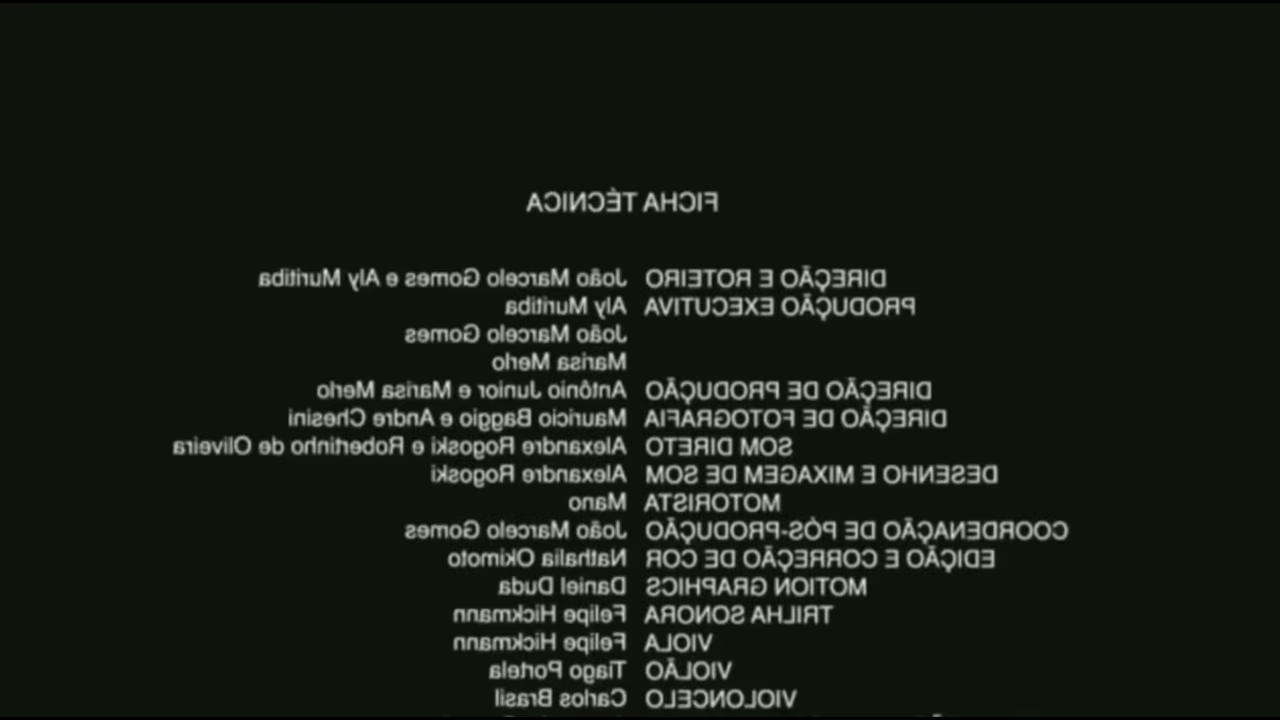 FICHA TÉCNICA
DIREÇÃO E ROTEIRO João Marcelo Gomes e Aly Muritiba
PRODUÇÃO EXECUTIVA Aly Muritiba
João Marcelo Gomes
Marisa Merlo
DIREÇÃO DE PRODUÇÃO Antônio Junior e Marisa Merlo
DIREÇÃO DE FOTOGRAFIA Mauricio Baggio e Andre Chesini
SOM DIRETO Alexandre Rogoski e Robertinho de Oliveira
DESENHO E MIXAGEM DE SOM Alexandre Rogoski
MOTORISTA Mano
COORDENAÇÃO DE PÓS-PRODUÇÃO João Marcelo Gomes
EDIÇÃO E CORREÇÃO DE COR Nathalia Okimoto
MOTION GRAPHICS Daniel Duda
TRILHA SONORA Felipe Hickmann
VIOLA Felipe Hickmann
VIOLÃO Tiago Portela
VIOLONCELO Carlos Brasil